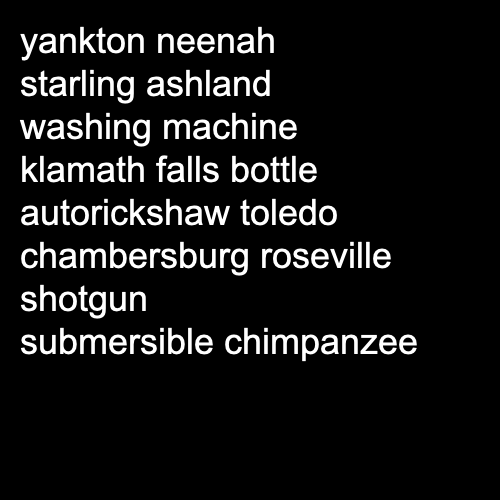 yankton neenah
starling ashland
washing machine
klamath falls bottle
autorickshaw toledo
chambersburg roseville
shotgun
submersible chimpanzee